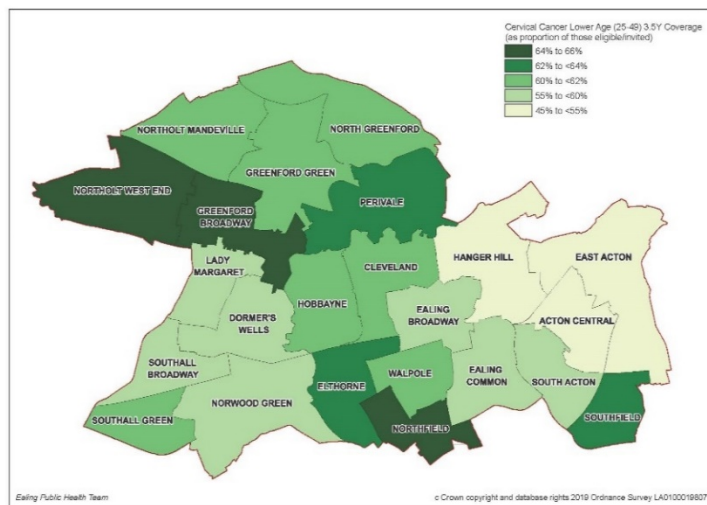 Cervical Cancer Lower Age (25-49) 3.5Y Coverage
(as proportion of those eligible/invited)
64% to 66%
62% to <64%
60% to <62%
55% to <60%
45% to <55%
NORTHOLT MANDEVILLE
NORTH GREENFORD
GREENFORD GREEN
NORTHOLT WEST END
GREENFORD
BROADWAY
PERIVALE
LADY
MARGARET
CLEVELAND
HANGER HILL
EAST ACTON
HOBBAYNE
DORMER'S
WELLS
EALING
BROADWAY
ACTON CENTRAL
SOUTHALL
BROADWAY
ELTHORNE
WALPOLE
EALING
COMMON
SOUTH ACTON
NORWOOD GREEN
SOUTHALL GREEN
NORTHFIELD
SOUTHFIELD
Ealing Public Health Team
c Crown copyright and database rights 2019 Ordnance Survey LA0100019807